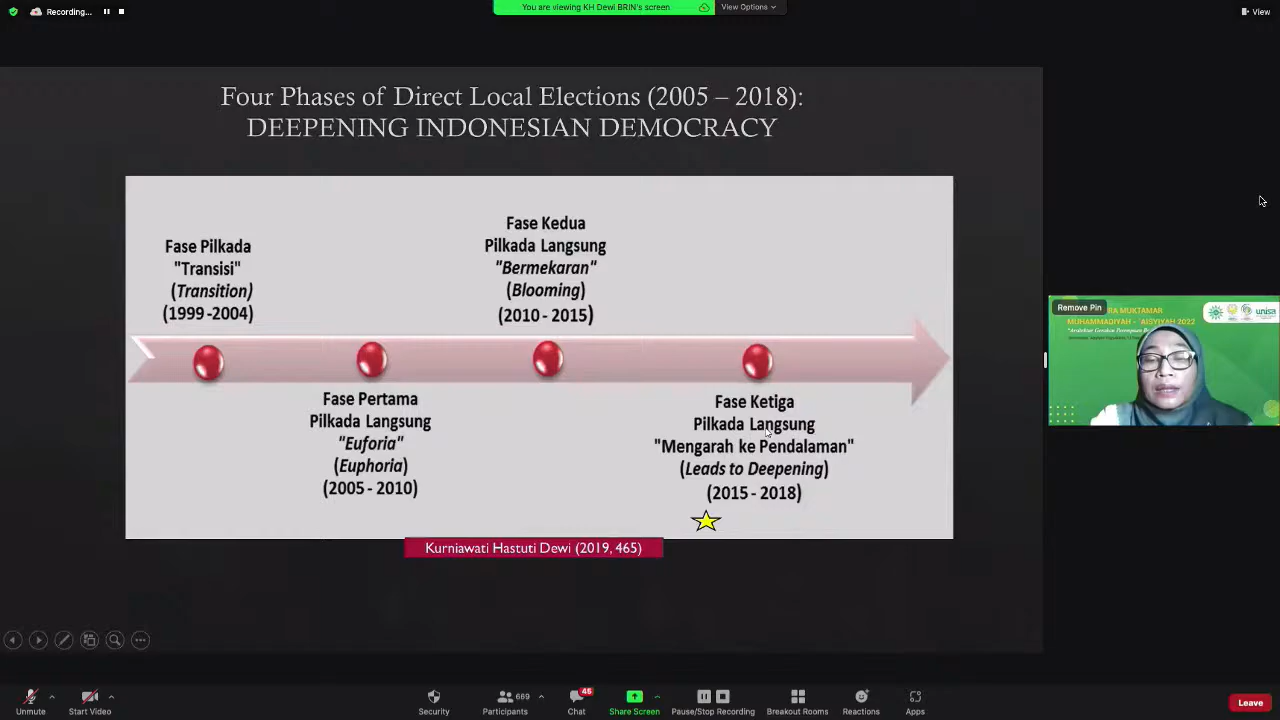 Recording...
You are viewing KH Dewi BRIN's screen
View Options
View
Four Phases of Direct Local Elections (2005 – 2018):
DEEPENING INDONESIAN DEMOCRACY
Fase Pilkada
"Transisi"
(Transition)
(1999 -2004)
Fase Pertama
Pilkada Langsung
"Euforia"
(Euphoria)
(2005 - 2010)
Fase Kedua
Pilkada Langsung
"Bermekaran"
(Blooming)
(2010 - 2015)
Fase Ketiga
Pilkada Langsung
"Mengarah ke Pendalaman"
(Leads to Deepening)
(2015 - 2018)
Kurniawati Hastuti Dewi (2019, 465)
Remove Pin
MUKTAMAR
MUHAMMADIYAH - 'AISYIYAH 2022
unisa
Unmute
Start Video
Security
Participants
689
Chat
45
Share Screen
Pause/Stop Recording
Breakout Rooms
Reactions
Apps
Leave